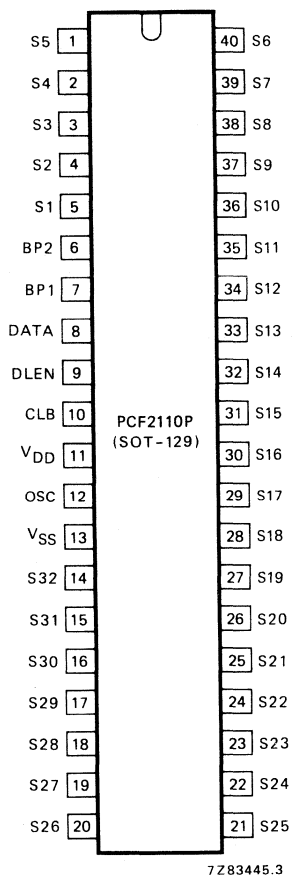 S5 1 40 S6
S4 2 39 S7
S3 3 38 S8
S2 4 37 S9
S1 5 36 S10
BP2 6 35 S11
BP1 7 34 S12
DATA 8 33 S13
DLEN 9 32 S14
CLB 10 31 S15
PCF2110P
(SOT-129)
VDD 11 30 S16
OSC 12 29 S17
VSS 13 28 S18
S32 14 27 S19
S31 15 26 S20
S30 16 25 S21
S29 17 24 S22
S28 18 23 S23
S27 19 22 S24
S26 20 21 S25
7Z83445.3